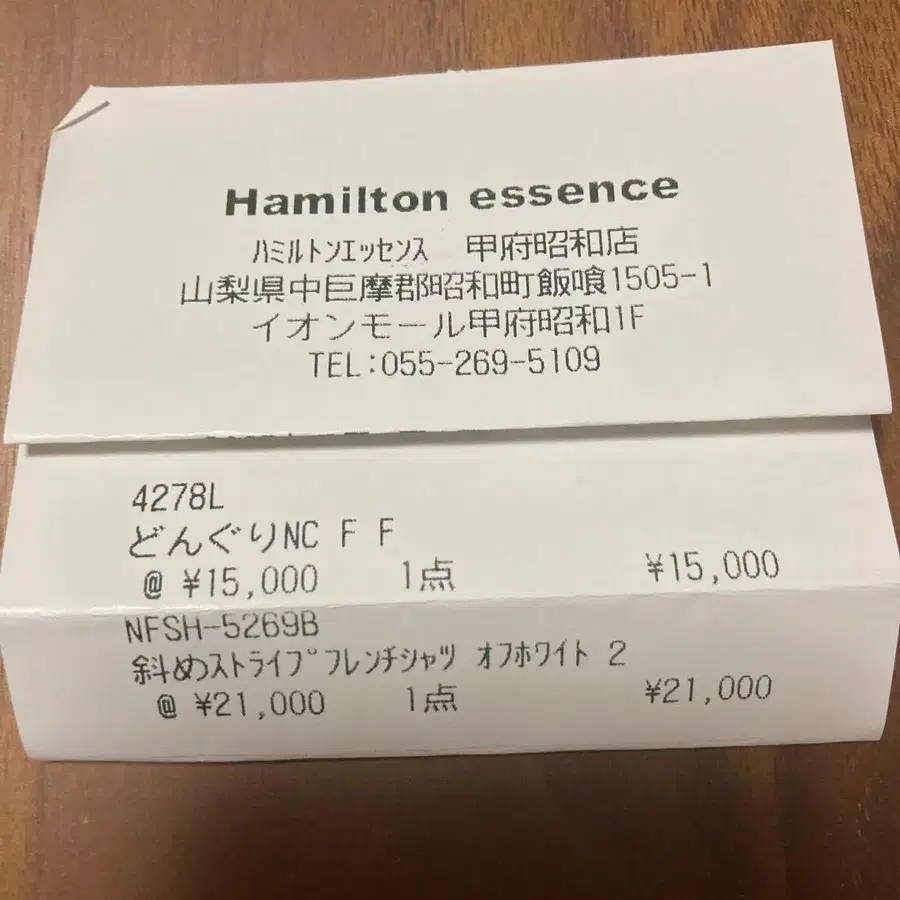 Hamilton essence
ﾊﾐﾙﾄﾝｴｯｾﾝｽ 甲府昭和店
山梨県中巨摩郡昭和町飯喰1505-1
イオンモール甲府昭和1F
TEL:055-269-5109
4278L
どんぐりNC F F
@ ¥15,000 1点 ¥15,000
NFSH-5269B
斜めｽﾄﾗｲﾌﾟﾌﾚﾝﾁｼｬﾂ ｵﾌﾎﾜｲﾄ 2
@ ¥21,000 1点 ¥21,000